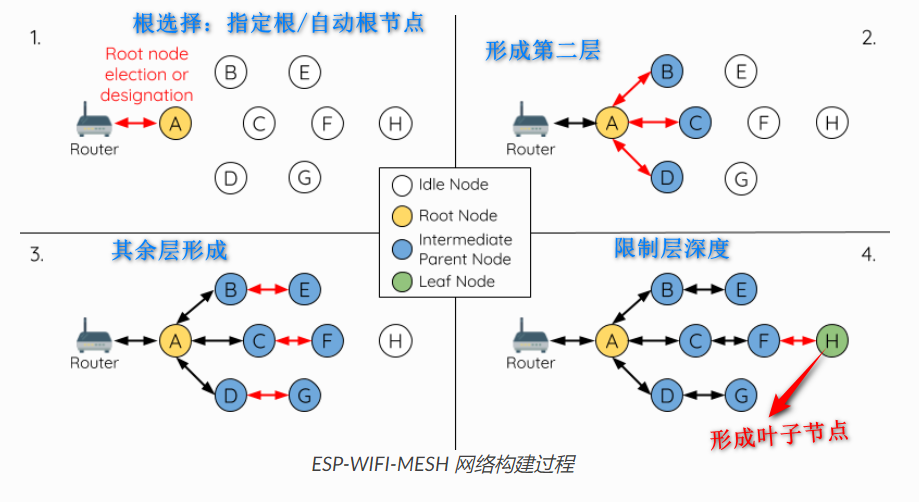 1.
根选择：指定根/自动根节点
Root node
election or
designation
Router
A
B
E
C
F
H
D
G
2.
形成第二层
Router
A
B
E
C
F
H
D
G
Idle Node
Root Node
Intermediate
Parent Node
Leaf Node
3.
其余层形成
Router
A
B
E
C
F
H
D
G
4.
限制层深度
Router
A
B
E
C
F
H
D
G
形成叶子节点
ESP-WIFI-MESH 网络构建过程